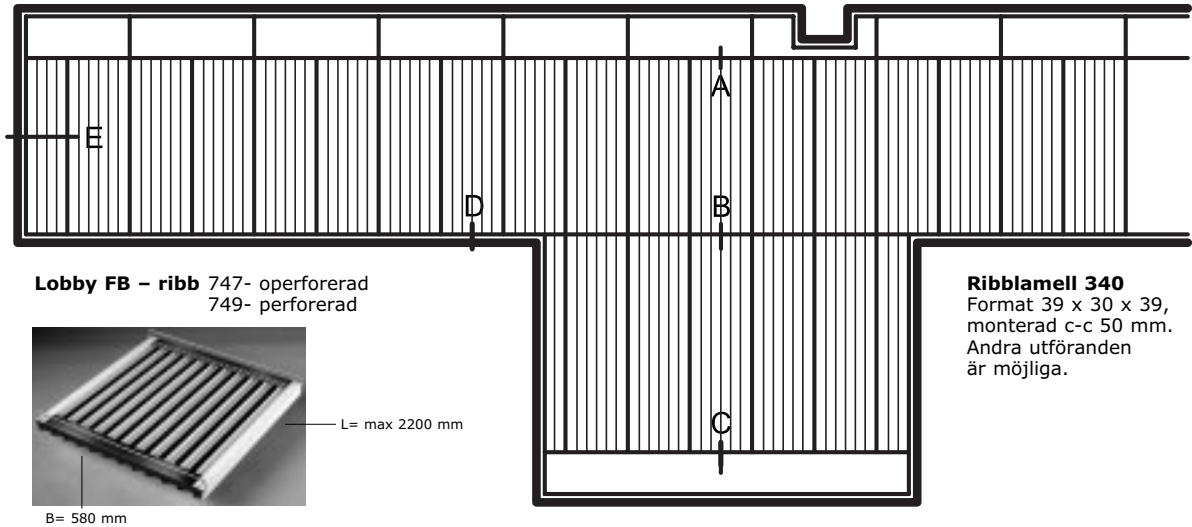 A
E
D
B
Lobby FB – ribb 747- operforerad
749- perforerad
Ribblamell 340
Format 39 x 30 x 39,
monterad c-c 50 mm.
Andra utföranden
är möjliga.
C
L= max 2200 mm
B= 580 mm